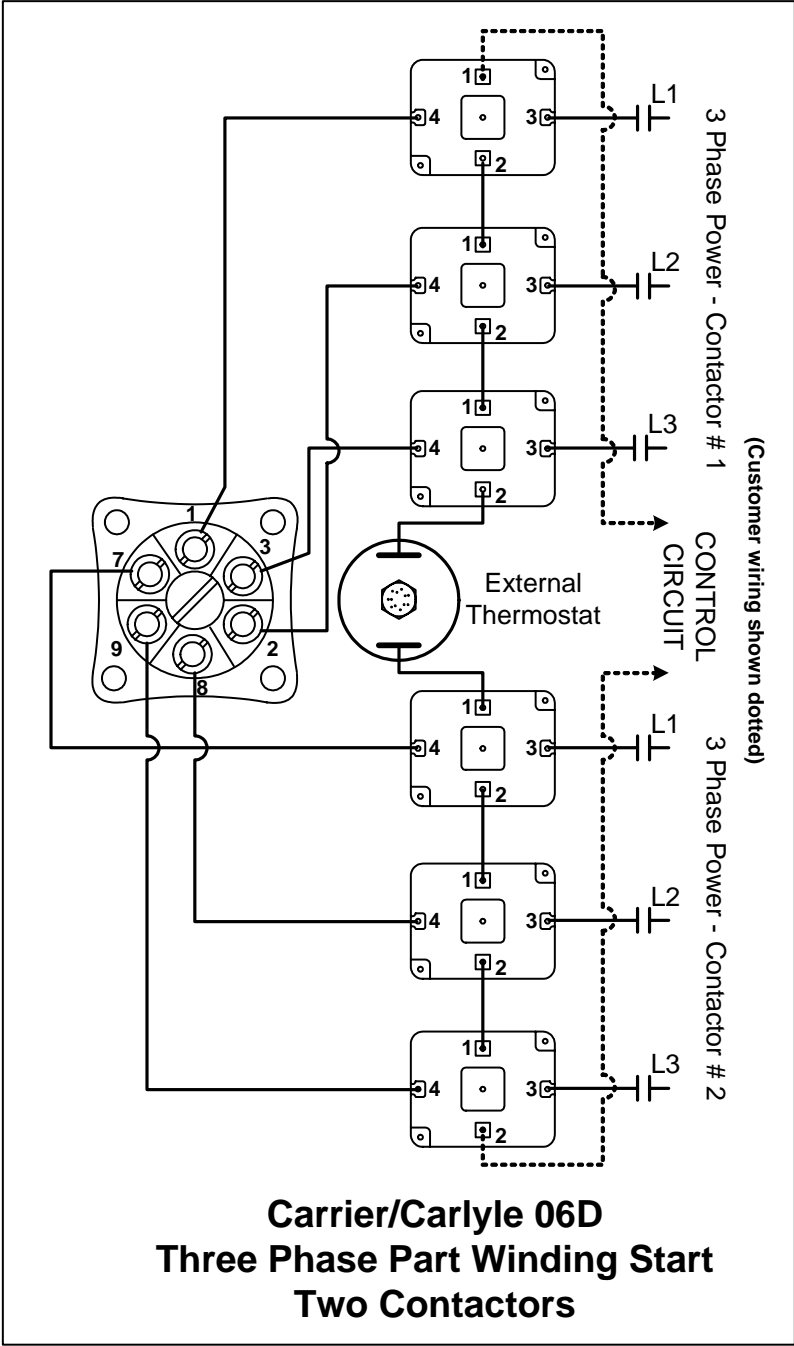 1
4
3
2
L1
1
4
3
2
L2
1
4
3
2
L3
3 Phase Power - Contactor # 1
(Customer wiring shown dotted)
CONTROL
CIRCUIT
1
3
7
9
2
8
External
Thermostat
1
4
3
2
L1
1
4
3
2
L2
1
4
3
2
L3
3 Phase Power - Contactor # 2
Carrier/Carlyle 06D
Three Phase Part Winding Start
Two Contactors